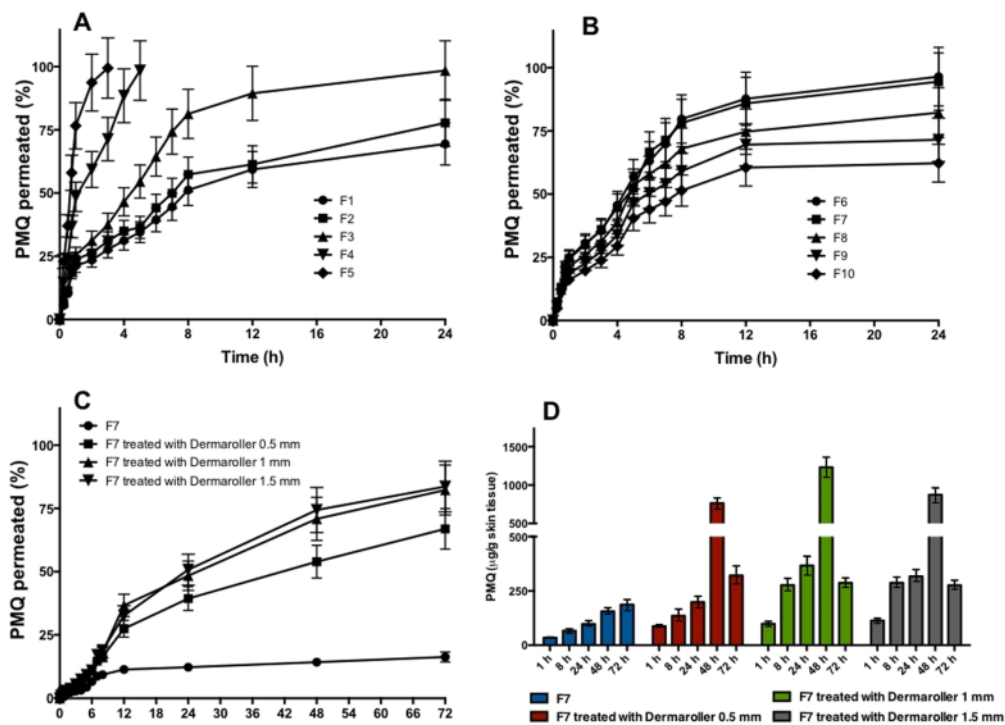 A
PMQ permeated (%)
100
75
50
25
0
F1
F2
F3
F4
F5
0 4 8 12 16 20 24
Time (h)
B
PMQ permeated (%)
100
75
50
25
0
F6
F7
F8
F9
F10
0 4 8 12 16 20 24
Time (h)
C
PMQ permeated (%)
100
75
50
25
0
F7
F7 treated with Dermaroller 0.5 mm
F7 treated with Dermaroller 1 mm
F7 treated with Dermaroller 1.5 mm
0 6 12 24 36 48 60 72
D
PMQ (µg/g skin tissue)
1500
1000
500
500
250
0
1 h 8 h 24 h 48 h 72 h 1 h 8 h 24 h 48 h 72 h 1 h 8 h 24 h 48 h 72 h 1 h 8 h 24 h 48 h 72 h
F7
F7 treated with Dermaroller 0.5 mm
F7 treated with Dermaroller 1 mm
F7 treated with Dermaroller 1.5 mm